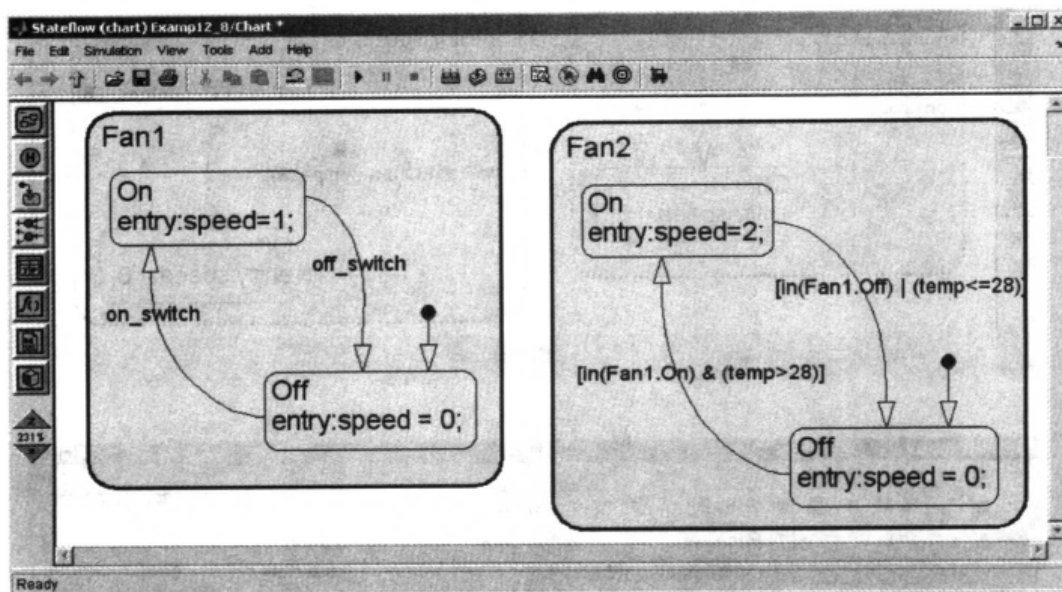 Stateflow (chart) Examp12_8/Chart *
File Edit Simulation View Tools Add Help
Fan1
On
entry:speed=1;
off_switch
on_switch
Off
entry:speed = 0;
Fan2
On
entry:speed=2;
[in(Fan1.Off) | (temp<=28)]
[in(Fan1.On) & (temp>28)]
Off
entry:speed = 0;
H
f()
231%
Ready